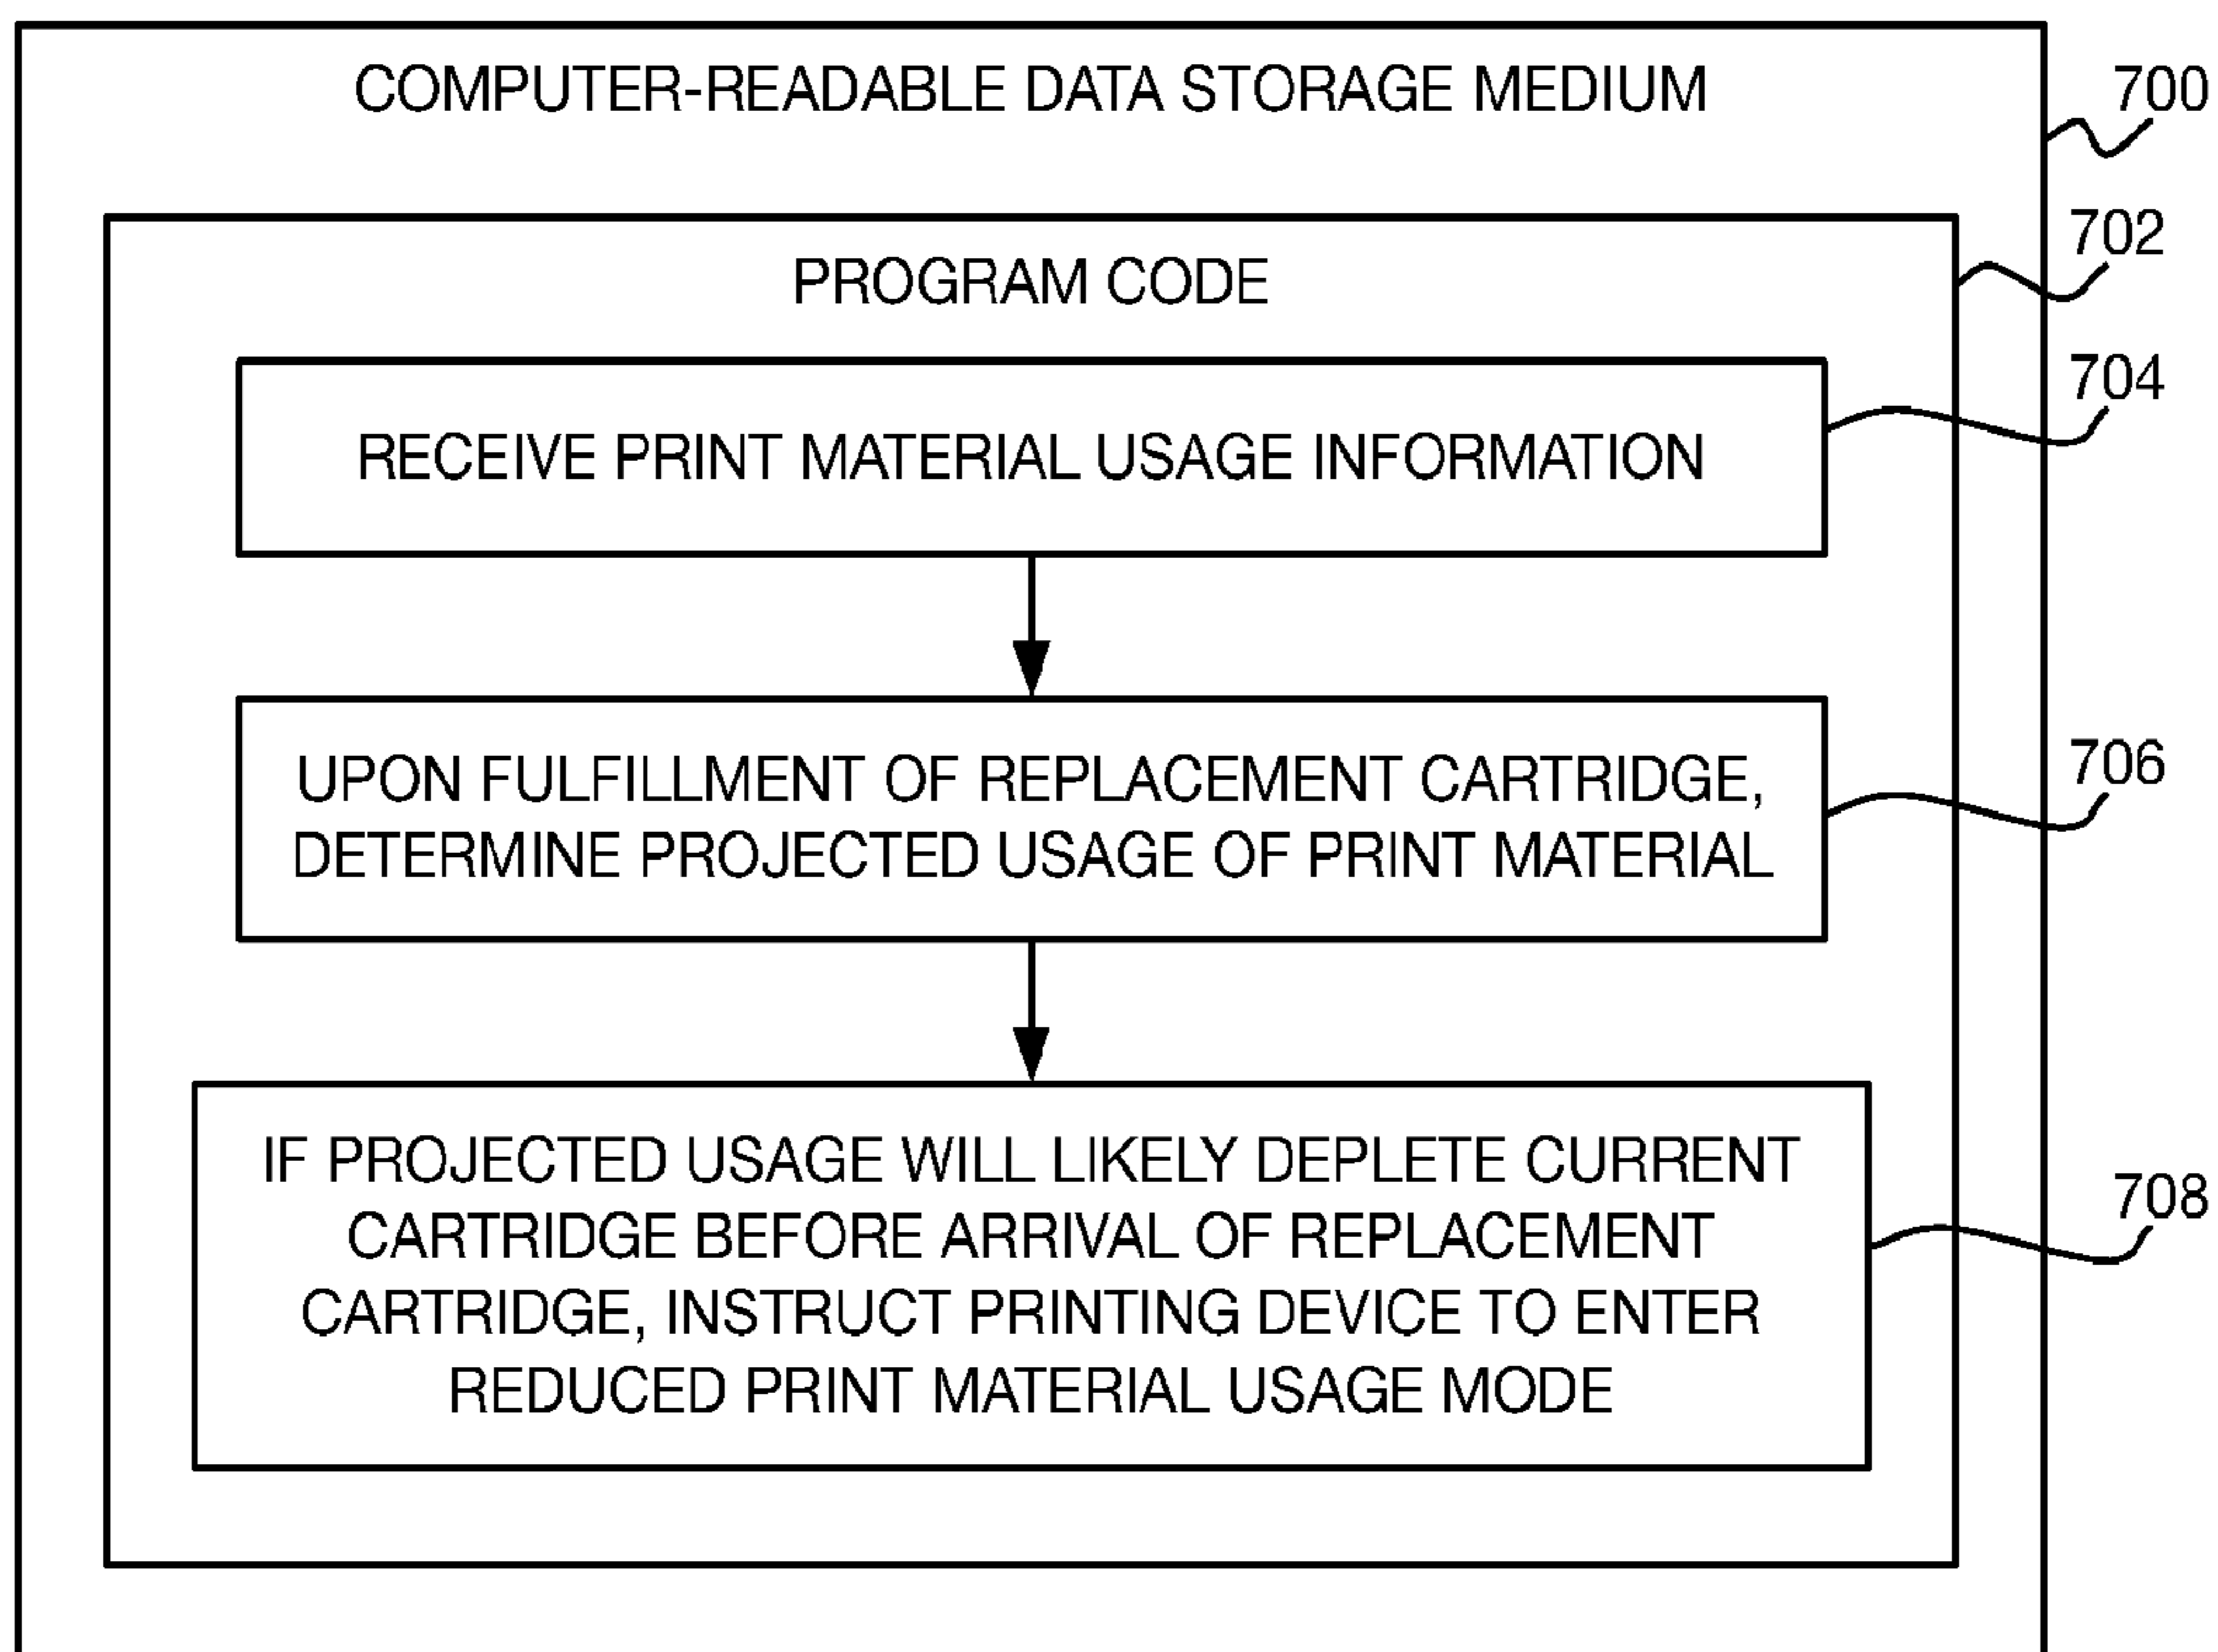 COMPUTER-READABLE DATA STORAGE MEDIUM
700
702
PROGRAM CODE
704
RECEIVE PRINT MATERIAL USAGE INFORMATION
706
UPON FULFILLMENT OF REPLACEMENT CARTRIDGE,
DETERMINE PROJECTED USAGE OF PRINT MATERIAL
708
IF PROJECTED USAGE WILL LIKELY DEPLETE CURRENT
CARTRIDGE BEFORE ARRIVAL OF REPLACEMENT
CARTRIDGE, INSTRUCT PRINTING DEVICE TO ENTER
REDUCED PRINT MATERIAL USAGE MODE